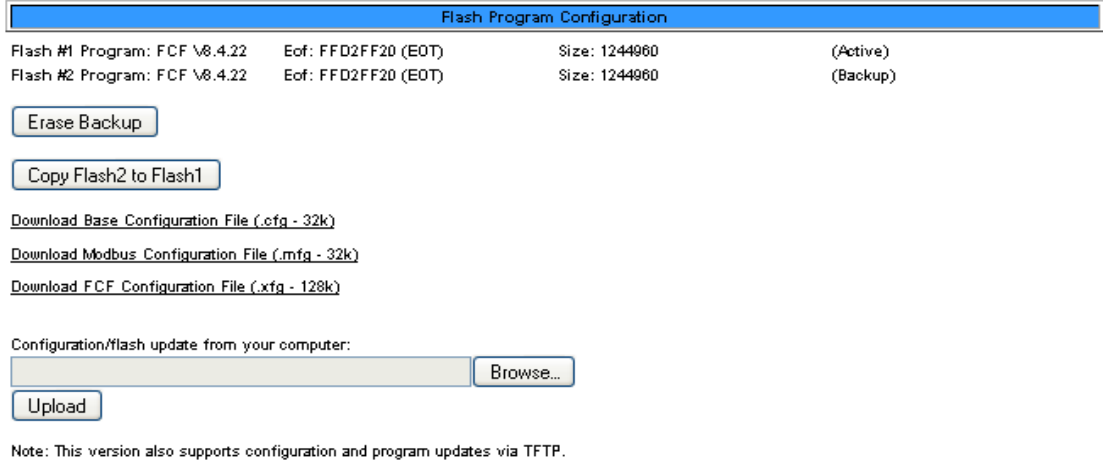 Flash Program Configuration
Flash #1 Program: FCF V8.4.22 Eof: FFD2FF20 (EOT) Size: 1244960 (Active)
Flash #2 Program: FCF V8.4.22 Eof: FFD2FF20 (EOT) Size: 1244960 (Backup)
Erase Backup
Copy Flash2 to Flash1
Download Base Configuration File (.cfg - 32k)
Download Modbus Configuration File (.mfg - 32k)
Download FCF Configuration File (.xfg - 128k)
Configuration/flash update from your computer:
Browse...
Upload
Note: This version also supports configuration and program updates via TFTP.